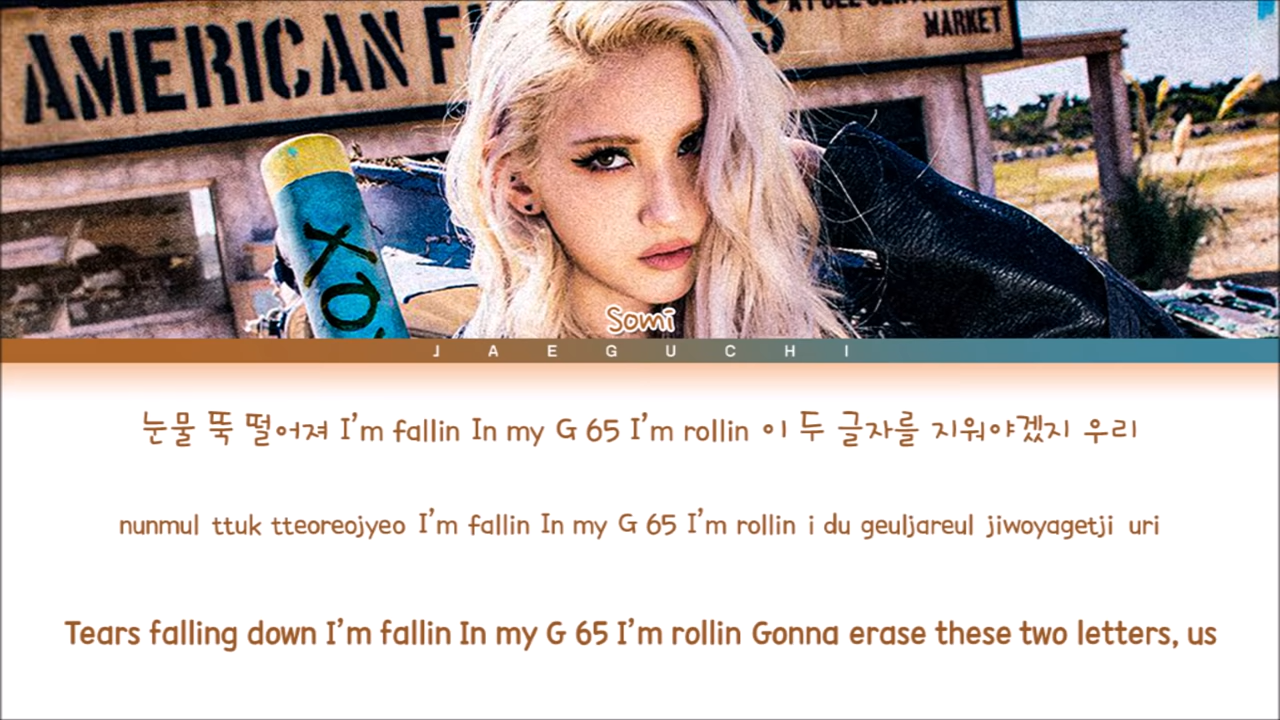 AMERICAN F
MARKET
XO
Somi
JAEGUCHI
눈물 뚝 떨어져 I'm fallin In my G 65 I'm rollin 이 두 글자를 지워야겠지 우리
nunmul ttuk tteoreojyeo I'm fallin In my G 65 I'm rollin i du geuljareul jiwoyagetji uri
Tears falling down I'm fallin In my G 65 I'm rollin Gonna erase these two letters, us